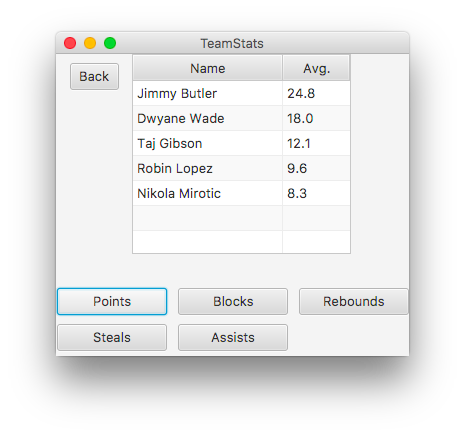 TeamStats
Back
Name Avg.
Jimmy Butler 24.8
Dwyane Wade 18.0
Taj Gibson 12.1
Robin Lopez 9.6
Nikola Mirotic 8.3
Points Blocks Rebounds
Steals Assists